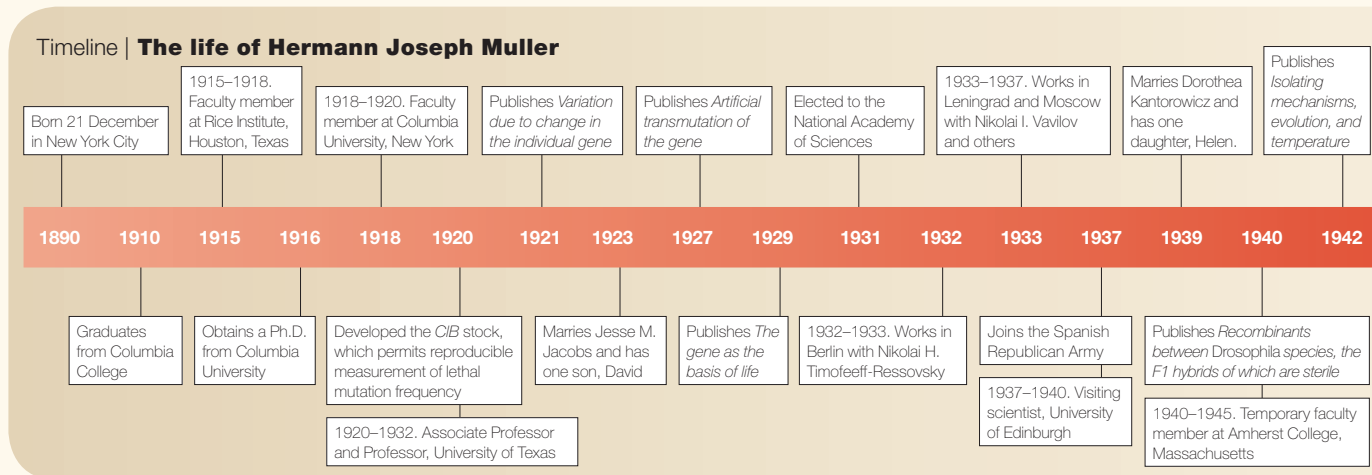 Timeline | The life of Hermann Joseph Muller
Born 21 December
in New York City
1915–1918.
Faculty member
at Rice Institute,
Houston, Texas
1918–1920. Faculty
member at Columbia
University, New York
Publishes Variation
due to change in
the individual gene
Publishes Artificial
transmutation of
the gene
Elected to the
National Academy
of Sciences
1933–1937. Works in
Leningrad and Moscow
with Nikolai I. Vavilov
and others
Marries Dorothea
Kantorowicz and
has one
daughter, Helen.
Publishes
Isolating
mechanisms,
evolution, and
temperature
1890 1910 1915 1916 1918 1920 1921 1923 1927 1929 1931 1932 1933 1937 1939 1940 1942
Graduates
from Columbia
College
Obtains a Ph.D.
from Columbia
University
Developed the ClB stock,
which permits reproducible
measurement of lethal
mutation frequency
1920–1932. Associate Professor
and Professor, University of Texas
Marries Jesse M.
Jacobs and has
one son, David
Publishes The
gene as the
basis of life
1932–1933. Works in
Berlin with Nikolai H.
Timofeeff-Ressovsky
Joins the Spanish
Republican Army
1937–1940. Visiting
scientist, University
of Edinburgh
Publishes Recombinants
between Drosophila species, the
F1 hybrids of which are sterile
1940–1945. Temporary faculty
member at Amherst College,
Massachusetts